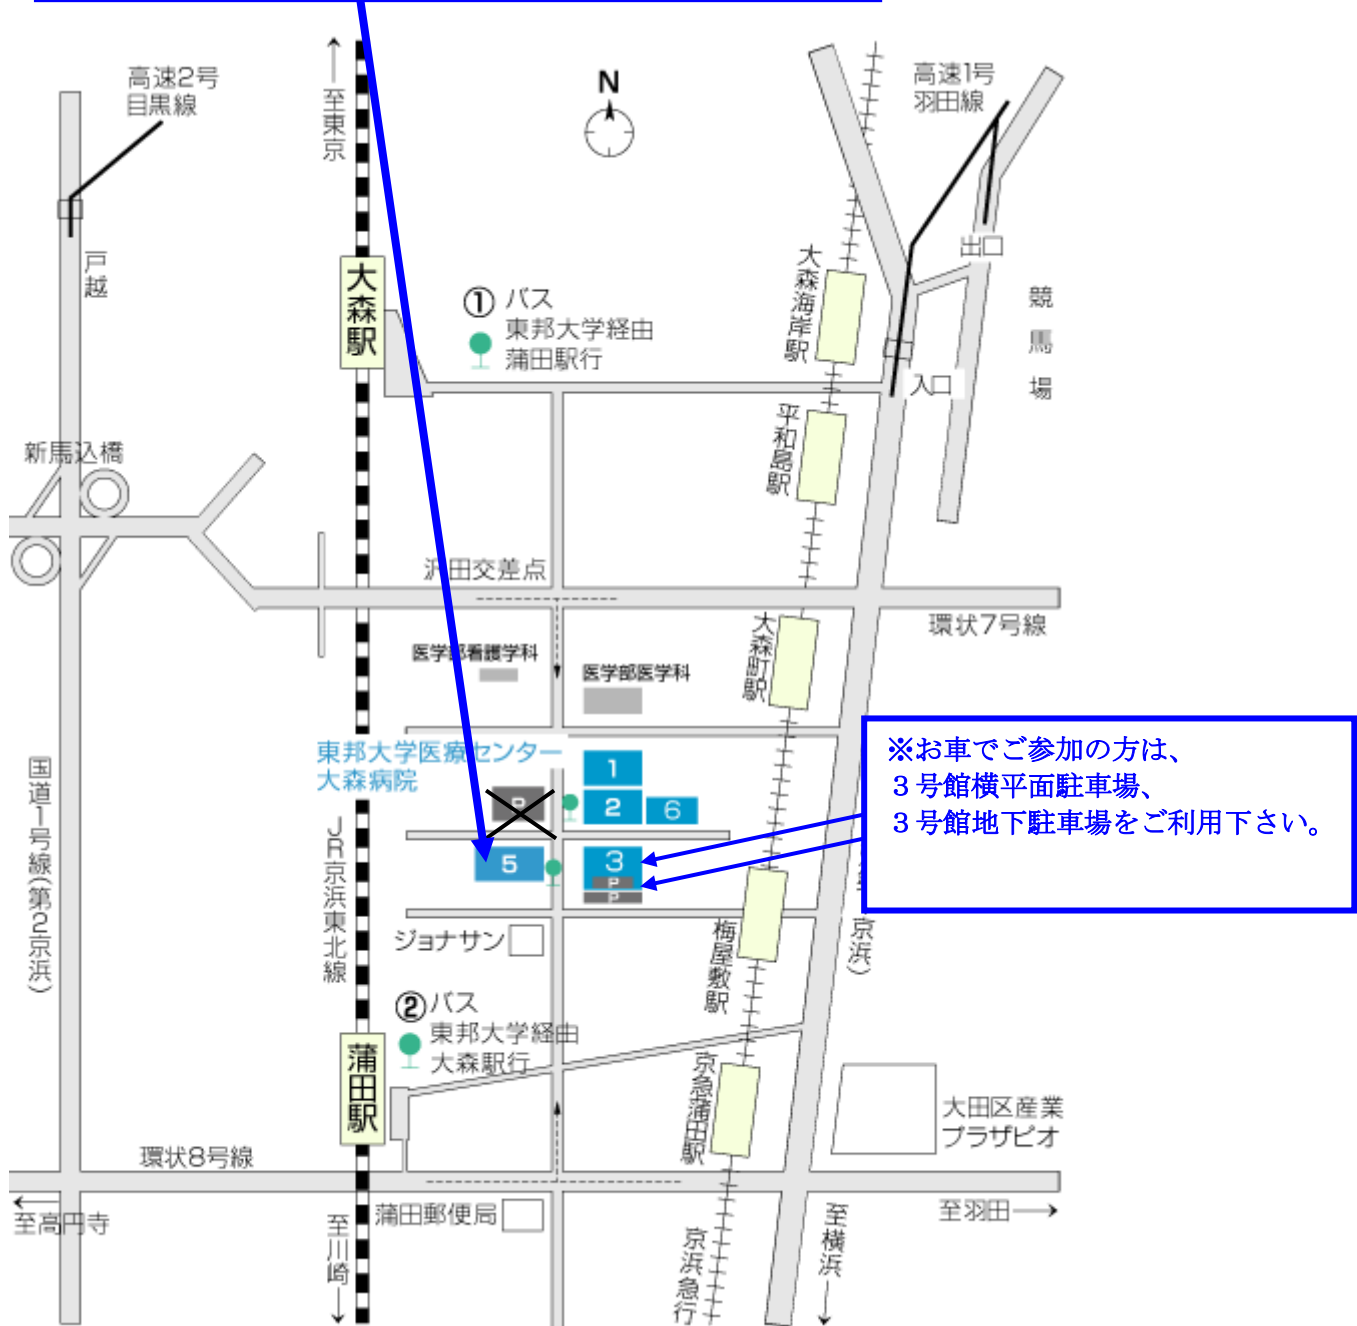 高速2号
目黒線
至東京
N
高速1号
羽田線
戸越
大森駅
① バス
東邦大学経由
蒲田駅行
大森海岸駅
出口
競馬場
入口
平和島駅
新馬込橋
沢田交差点
環状7号線
医学部看護学科
医学部医学科
大森町駅
東邦大学医療センター
大森病院
1
2
6
5
3
P
P
※お車でご参加の方は、
３号館横平面駐車場、
３号館地下駐車場をご利用下さい。
国道1号線(第2京浜)
JR京浜東北線
ジョナサン
梅屋敷駅
京浜)
②バス
東邦大学経由
大森駅行
蒲田駅
京急蒲田駅
大田区産業
プラザピオ
環状8号線
至高円寺
蒲田郵便局
至羽田
至川崎
京浜急行
至横浜